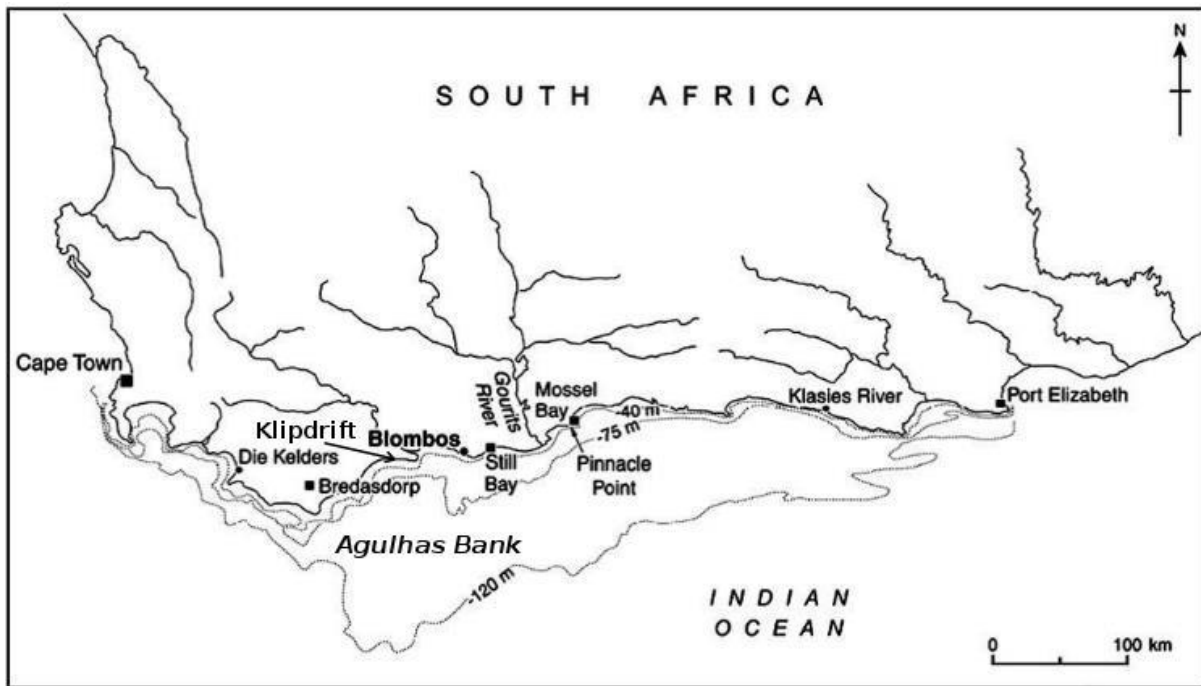 N
SOUTH AFRICA
Cape Town
Gourits
River
Mossel
Bay
-40 m
-75 m
Klasies River
Port Elizabeth
Klipdrift
Blombos
Die Kelders
Still
Bay
Pinnacle
Point
Bredasdorp
Agulhas Bank
-120 m
INDIAN
OCEAN
0 100 km